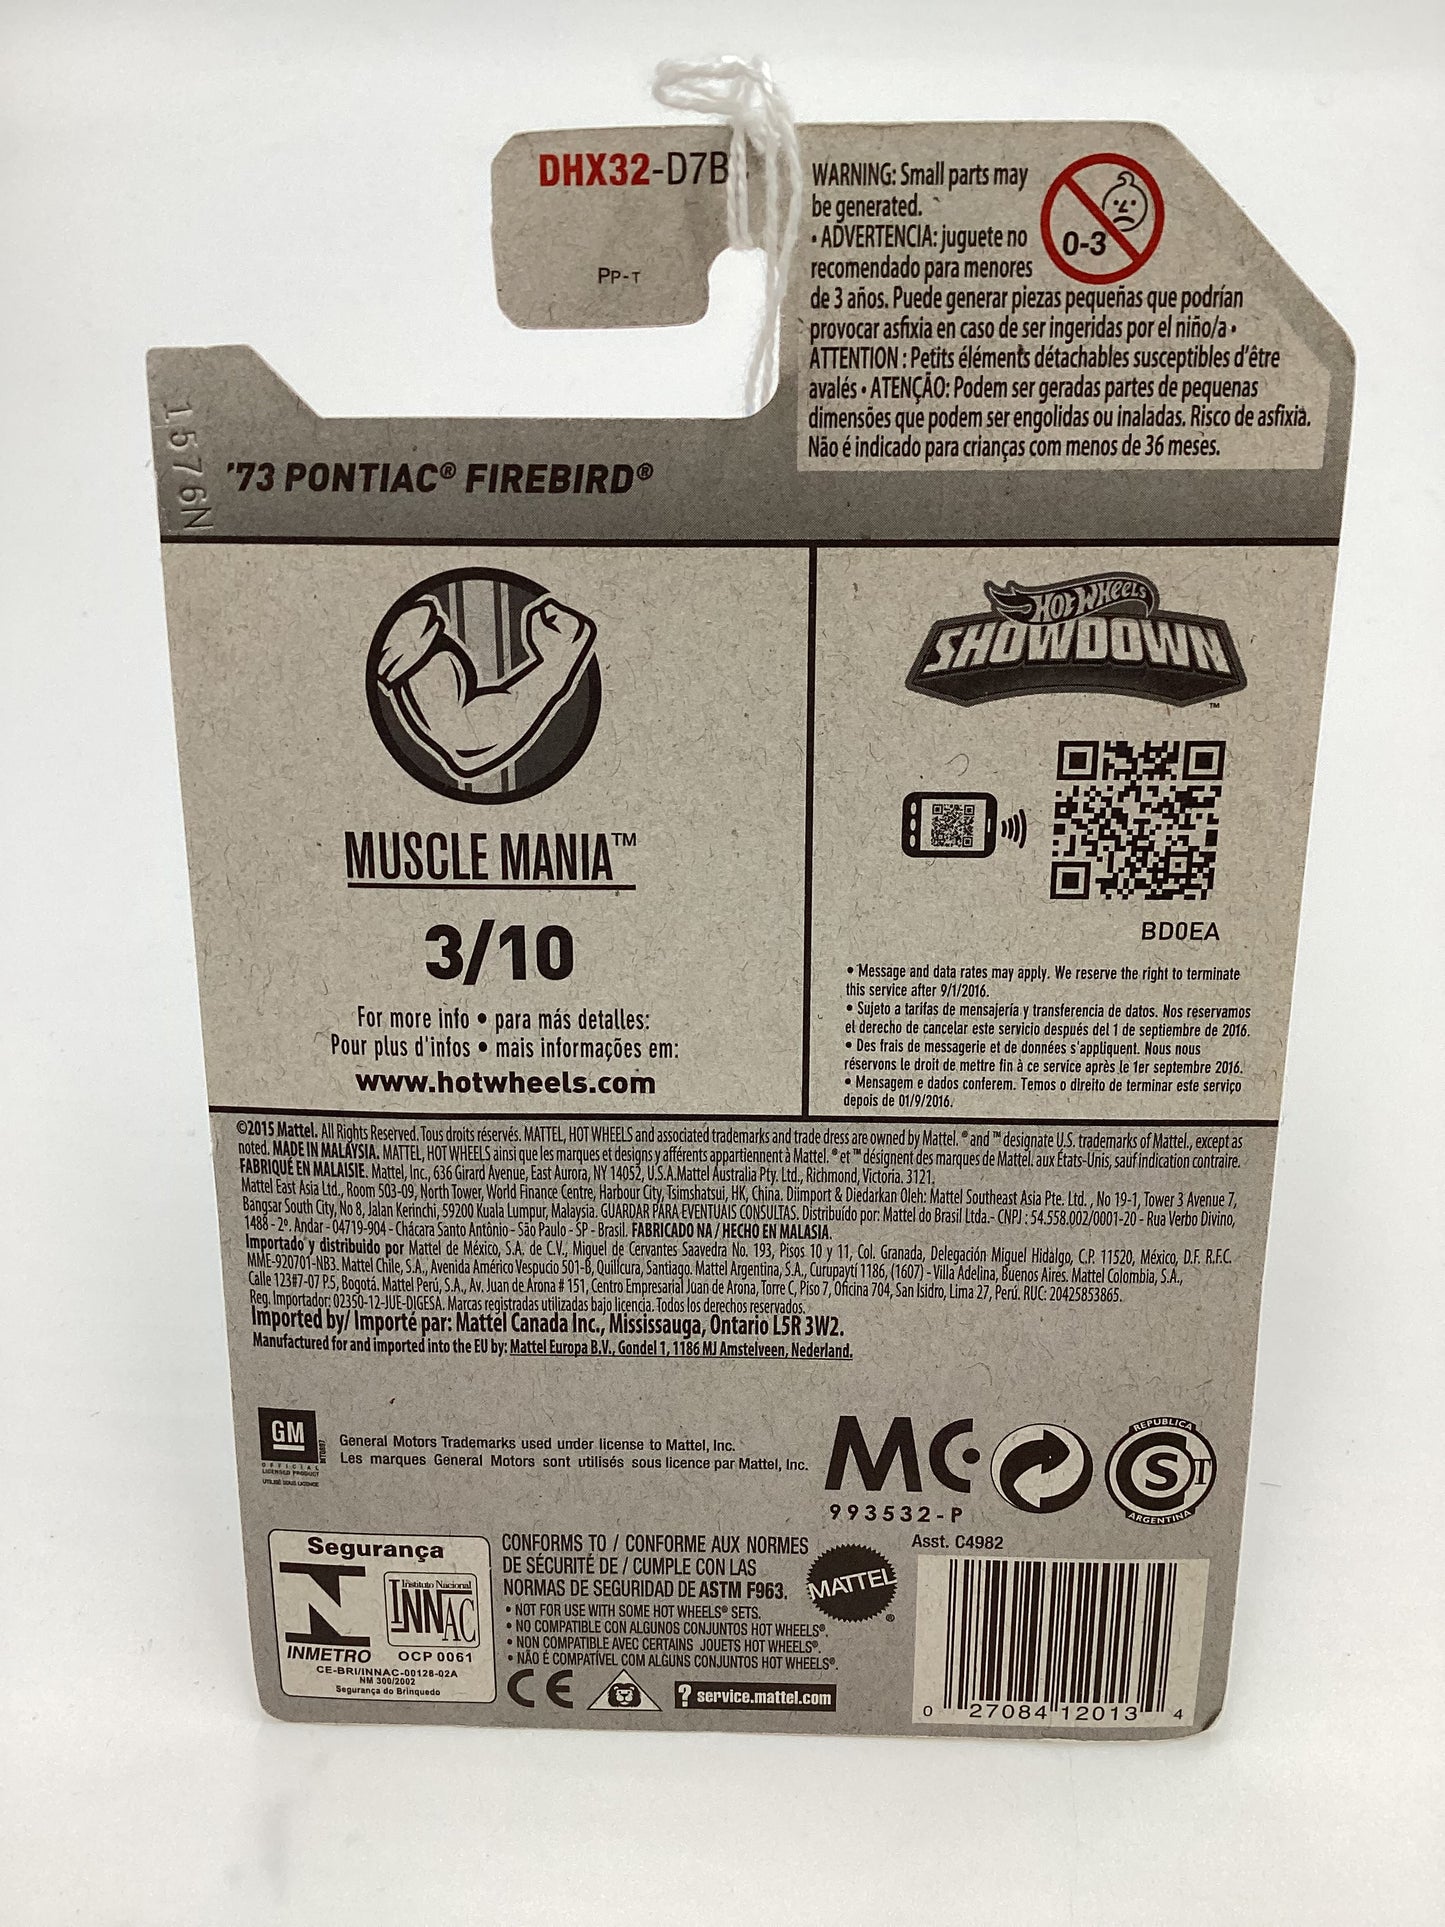 DHX32-D7B
PP-T
WARNING: Small parts may
be generated.
• ADVERTENCIA: juguete no
recomendado para menores
de 3 años. Puede generar piezas pequeñas que podrían
provocar asfixia en caso de ser ingeridas por el niño/a •
ATTENTION : Petits éléments détachables susceptibles d'être
avalés • ATENÇÃO: Podem ser geradas partes de pequenas
dimensões que podem ser engolidas ou inaladas. Risco de asfixia.
Não é indicado para crianças com menos de 36 meses.
0-3
1576N
'73 PONTIAC® FIREBIRD®
MUSCLE MANIA™
3/10
For more info • para más detalles:
Pour plus d'infos • mais informações em:
www.hotwheels.com
HOT WHEELS
SHOWDOWN
™
BD0EA
• Message and data rates may apply. We reserve the right to terminate
this service after 9/1/2016.
• Sujeto a tarifas de mensajería y transferencia de datos. Nos reservamos
el derecho de cancelar este servicio después del 1 de septiembre de 2016.
• Des frais de messagerie et de données s'appliquent. Nous nous
réservons le droit de mettre fin à ce service après le 1er septembre 2016.
• Mensagem e dados conferem. Temos o direito de terminar este serviço
depois de 01/9/2016.
©2015 Mattel. All Rights Reserved. Tous droits réservés. MATTEL, HOT WHEELS and associated trademarks and trade dress are owned by Mattel. ® and ™ designate U.S. trademarks of Mattel., except as
noted. MADE IN MALAYSIA. MATTEL, HOT WHEELS ainsi que les marques et designs y afférents appartiennent à Mattel. ® et ™ désignent des marques de Mattel. aux États-Unis, sauf indication contraire.
FABRIQUÉ EN MALAISIE. Mattel, Inc., 636 Girard Avenue, East Aurora, NY 14052, U.S.A.Mattel Australia Pty. Ltd., Richmond, Victoria. 3121.
Mattel East Asia Ltd., Room 503-09, North Tower, World Finance Centre, Harbour City, Tsimshatsui, HK, China. Diimport & Diedarkan Oleh: Mattel Southeast Asia Pte. Ltd. , No 19-1, Tower 3 Avenue 7,
Bangsar South City, No 8, Jalan Kerinchi, 59200 Kuala Lumpur, Malaysia. GUARDAR PARA EVENTUAIS CONSULTAS. Distribuído por: Mattel do Brasil Ltda.- CNPJ : 54.558.002/0001-20 - Rua Verbo Divino,
1488 - 2º. Andar - 04719-904 - Chácara Santo Antônio - São Paulo - SP - Brasil. FABRICADO NA / HECHO EN MALASIA.
Importado y distribuido por Mattel de México, S.A. de C.V., Miguel de Cervantes Saavedra No. 193, Pisos 10 y 11, Col. Granada, Delegación Miguel Hidalgo, C.P. 11520, México, D.F. R.F.C.
MME-920701-NB3. Mattel Chile, S.A., Avenida Américo Vespucio 501-B, Quilicura, Santiago. Mattel Argentina, S.A., Curupaytí 1186, (1607) - Villa Adelina, Buenos Aires. Mattel Colombia, S.A.,
Calle 123#7-07 P.5, Bogotá. Mattel Perú, S.A., Av. Juan de Arona # 151, Centro Empresarial Juan de Arona, Torre C, Piso 7, Oficina 704, San Isidro, Lima 27, Perú. RUC: 20425853865.
Reg. Importador: 02350-12-JUE-DIGESA. Marcas registradas utilizadas bajo licencia. Todos los derechos reservados.
Imported by/ Importé par: Mattel Canada Inc., Mississauga, Ontario L5R 3W2.
Manufactured for and imported into the EU by: Mattel Europa B.V., Gondel 1, 1186 MJ Amstelveen, Nederland.
GM
OFFICIAL
LICENSED PRODUCT
UTILISÉ SOUS LICENCE
General Motors Trademarks used under license to Mattel, Inc.
Les marques General Motors sont utilisés sous licence par Mattel, Inc.
MC
993532-P
REPUBLICA
S T
ARGENTINA
Segurança
INMETRO
Instituto Nacional
INNAC
OCP 0061
CE-BRI/INNAC-00128-02A
NM 300/2002
Segurança do Brinquedo
CONFORMS TO / CONFORME AUX NORMES
DE SÉCURITÉ DE / CUMPLE CON LAS
NORMAS DE SEGURIDAD DE ASTM F963.
• NOT FOR USE WITH SOME HOT WHEELS® SETS.
• NO COMPATIBLE CON ALGUNOS CONJUNTOS HOT WHEELS®.
• NON COMPATIBLE AVEC CERTAINS JOUETS HOT WHEELS®.
• NÃO É COMPATÍVEL COM ALGUNS CONJUNTOS HOT WHEELS®.
CE
? service.mattel.com
MATTEL
®
Asst. C4982
0 27084 12013 4